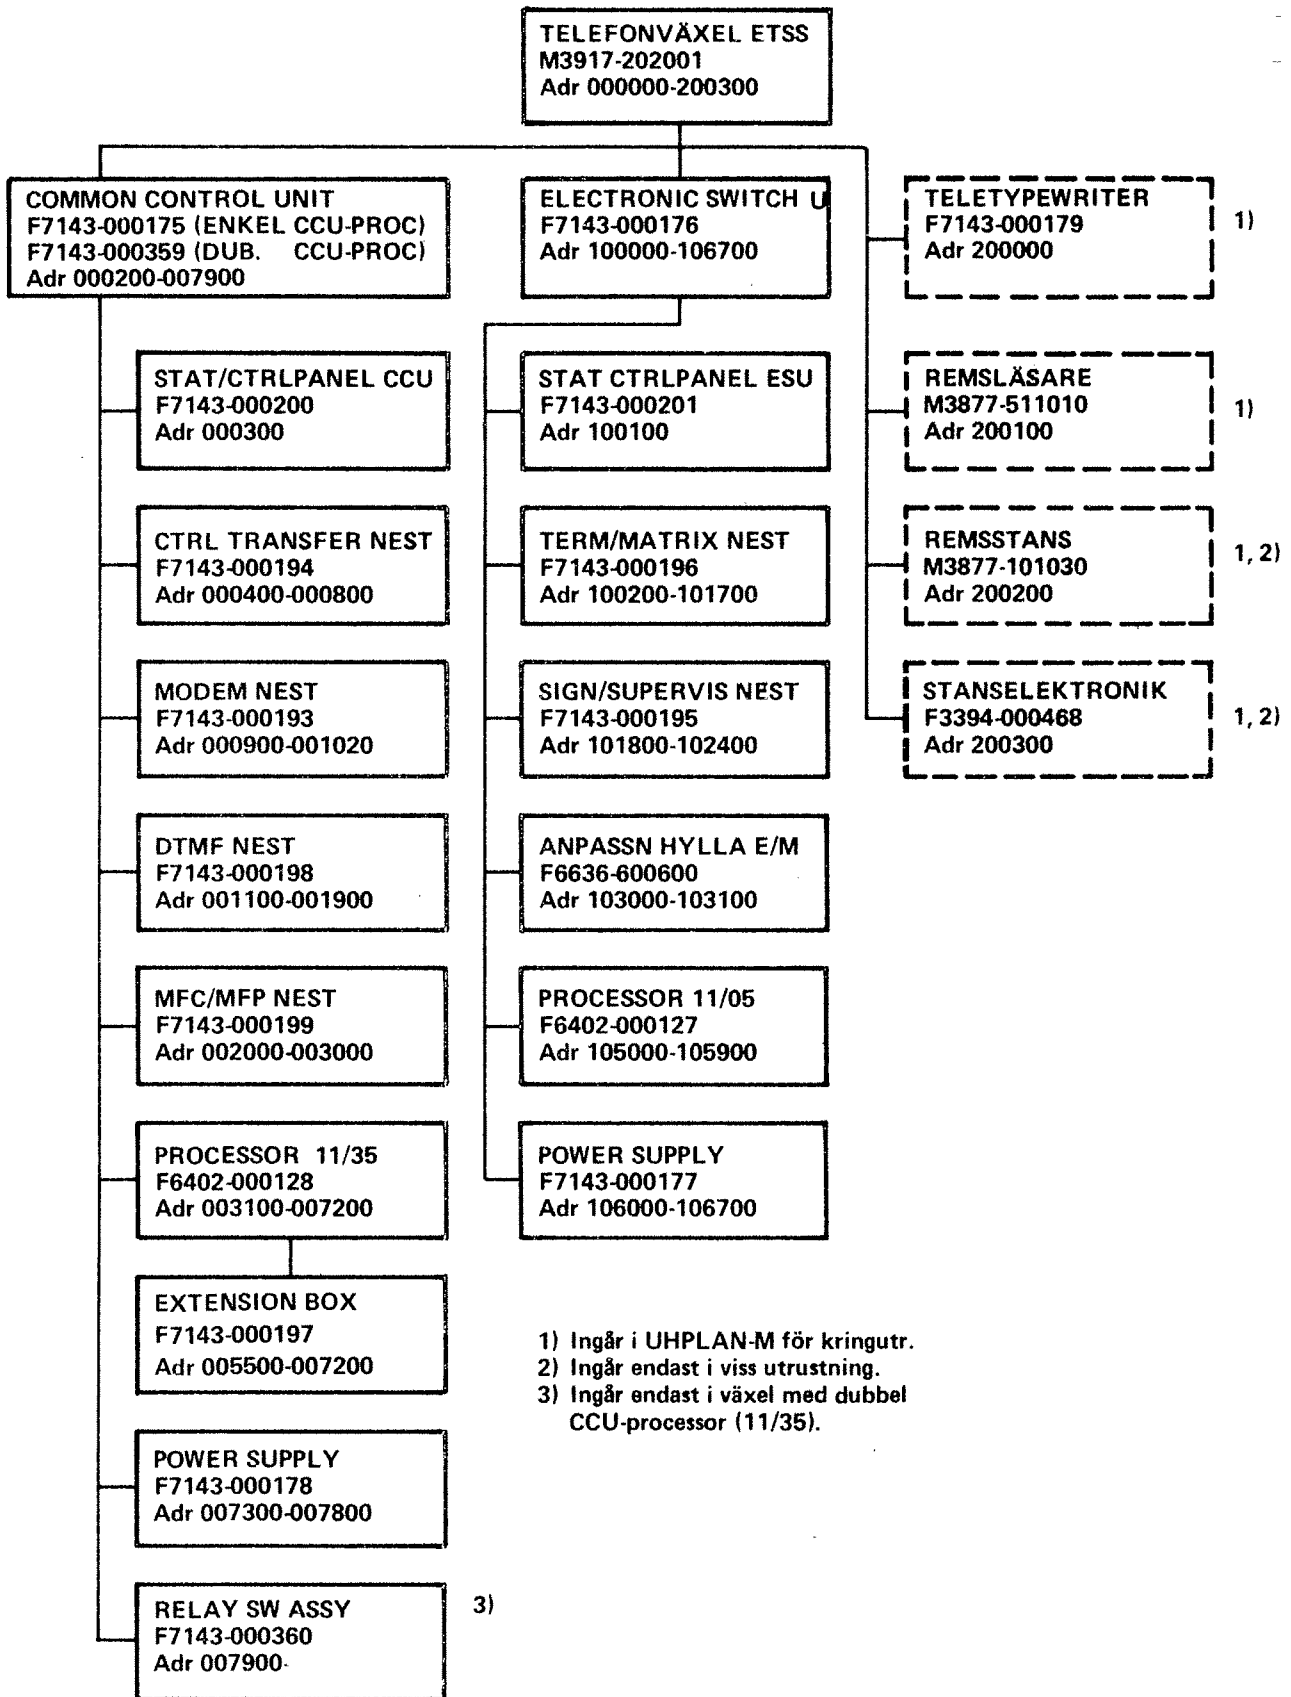 TELEFONVÄXEL ETSS
M3917-202001
Adr 000000-200300
COMMON CONTROL UNIT
F7143-000175 (ENKEL CCU-PROC)
F7143-000359 (DUB. CCU-PROC)
Adr 000200-007900
STAT/CTRLPANEL CCU
F7143-000200
Adr 000300
CTRL TRANSFER NEST
F7143-000194
Adr 000400-000800
MODEM NEST
F7143-000193
Adr 000900-001020
DTMF NEST
F7143-000198
Adr 001100-001900
MFC/MFP NEST
F7143-000199
Adr 002000-003000
PROCESSOR 11/35
F6402-000128
Adr 003100-007200
EXTENSION BOX
F7143-000197
Adr 005500-007200
POWER SUPPLY
F7143-000178
Adr 007300-007800
RELAY SW ASSY
F7143-000360
Adr 007900-
3)
ELECTRONIC SWITCH U
F7143-000176
Adr 100000-106700
STAT CTRLPANEL ESU
F7143-000201
Adr 100100
TERM/MATRIX NEST
F7143-000196
Adr 100200-101700
SIGN/SUPERVIS NEST
F7143-000195
Adr 101800-102400
ANPASSN HYLLA E/M
F6636-600600
Adr 103000-103100
PROCESSOR 11/05
F6402-000127
Adr 105000-105900
POWER SUPPLY
F7143-000177
Adr 106000-106700
TELETYPEWRITER
F7143-000179
Adr 200000
1)
REMSLÄSARE
M3877-511010
Adr 200100
1)
REMSSTANS
M3877-101030
Adr 200200
1, 2)
STANSELEKTRONIK
F3394-000468
Adr 200300
1, 2)
1) Ingår i UHPLAN-M för kringutr.
2) Ingår endast i viss utrustning.
3) Ingår endast i växel med dubbel
CCU-processor (11/35).